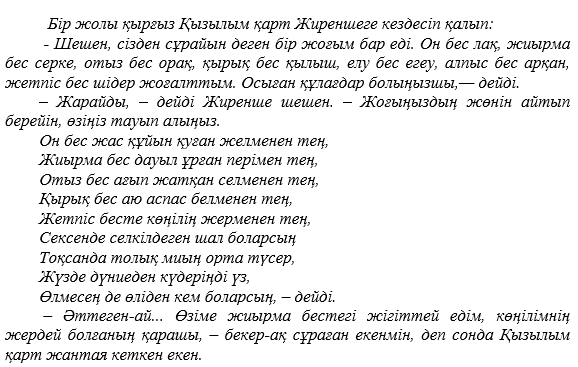 Бір жолы қырғыз Қызылым қарт Жиреншеге кездесіп қалып:
- Шешен, сізден сұрайын деген бір жоғым бар еді. Он бес лақ, жиырма
бес серке, отыз бес орақ, қырық бес қылыш, елу бес егеу, алпыс бес арқан,
жетпіс бес шідер жоғалттым. Осыған құлағдар болыңызшы,— дейді.
– Жарайды, – дейді Жиренше шешен. – Жоғыңыздың жөнін айтып
берейін, өзіңіз тауып алыңыз.
Он бес жас құйын қуған желменен тең,
Жиырма бес дауыл ұрған перімен тең,
Отыз бес ағып жатқан селменен тең,
Қырық бес аю аспас белменен тең,
Жетпіс бесте көңілің жерменен тең,
Сексенде селкілдеген шал боларсың
Тоқсанда толық миың орта түсер,
Жүзде дүниеден күдеріңді үз,
Өлмесең де өліден кем боларсың, – дейді.
– Әттеген-ай... Өзіме жиырма бестегі жігіттей едім, көңілімнің
жердей болғанын қарашы, – бекер-ақ сұраған екенмін, деп сонда Қызылым
қарт жантая кеткен екен.